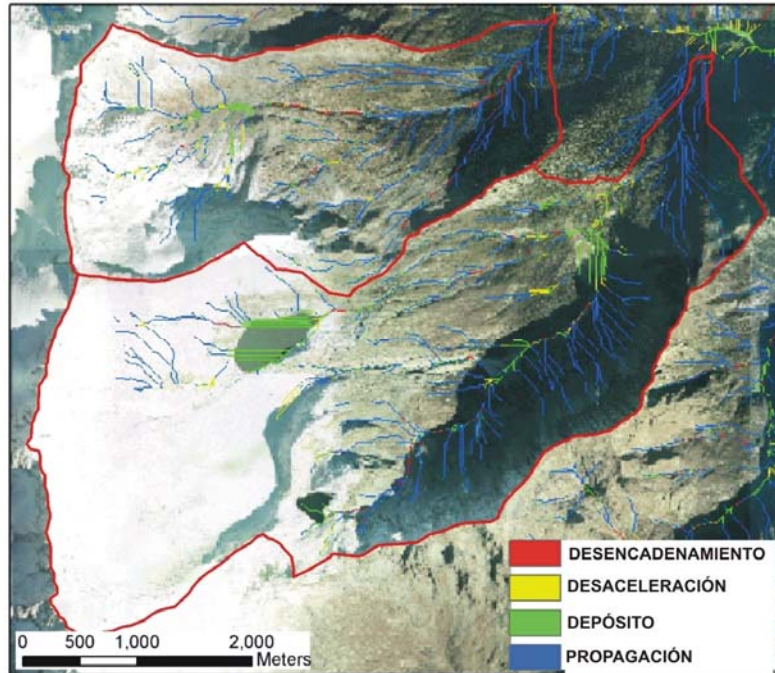 DESENCADENAMIENTO
DESACELERACIÓN
DEPÓSITO
PROPAGACIÓN
0 500 1,000 2,000
Meters